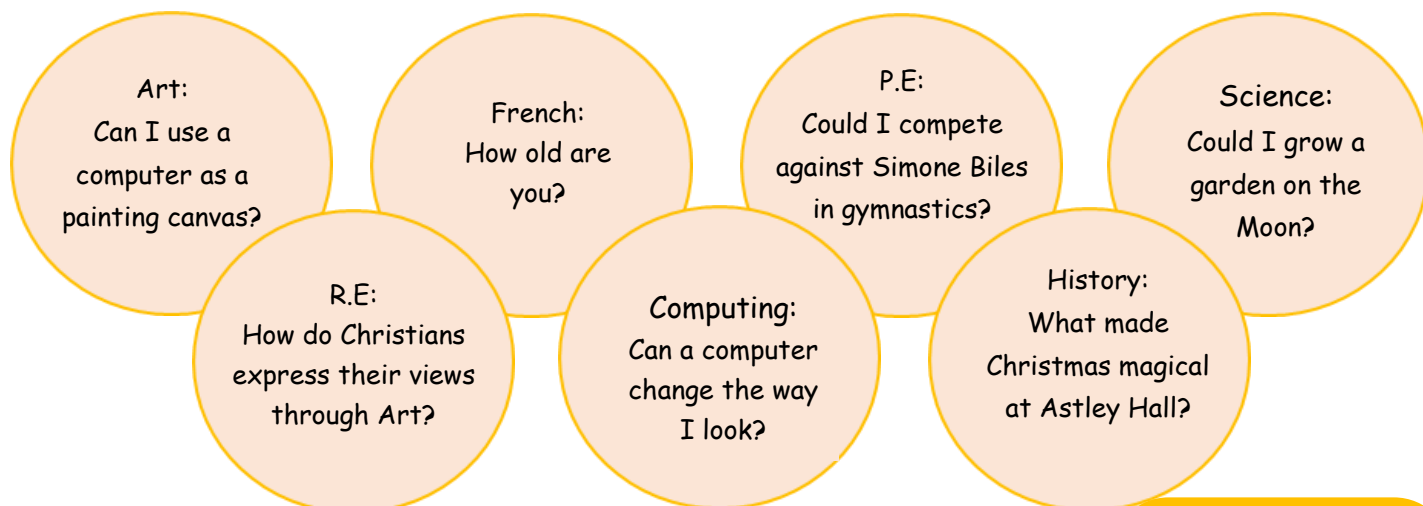 Art:
Can I use a
computer as a
painting canvas?
French:
How old are
you?
P.E:
Could I compete
against Simone Biles
in gymnastics?
Science:
Could I grow a
garden on the
Moon?
R.E:
How do Christians
express their views
through Art?
Computing:
Can a computer
change the way
I look?
History:
What made
Christmas magical
at Astley Hall?